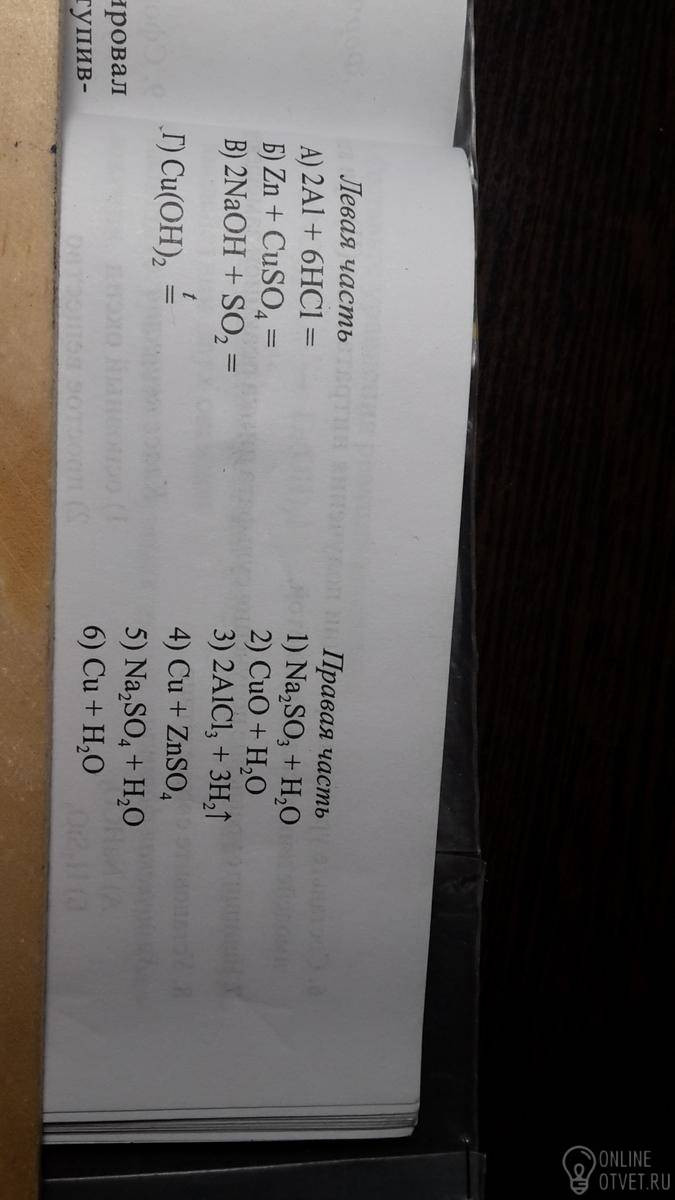 ировал
тупив-
Левая часть
А) 2Al + 6HCl =
Б) Zn + CuSO₄ =
В) 2NaOH + SO₂ =
Г) Cu(OH)₂ =ᵗ
Правая часть
1) Na₂SO₃ + H₂O
2) CuO + H₂O
3) 2AlCl₃ + 3H₂↑
4) Cu + ZnSO₄
5) Na₂SO₄ + H₂O
6) Cu + H₂O
ONLINE
OTVET.RU